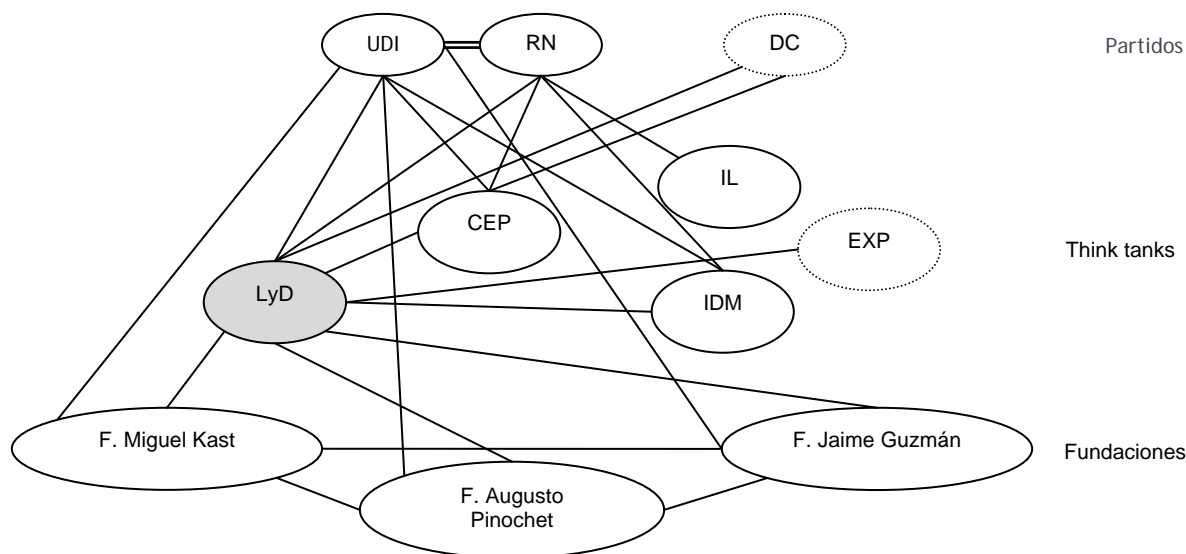 UDI
RN
DC
Partidos
IL
CEP
EXP
Think tanks
LyD
IDM
F. Miguel Kast
F. Jaime Guzmán
Fundaciones
F. Augusto
Pinochet